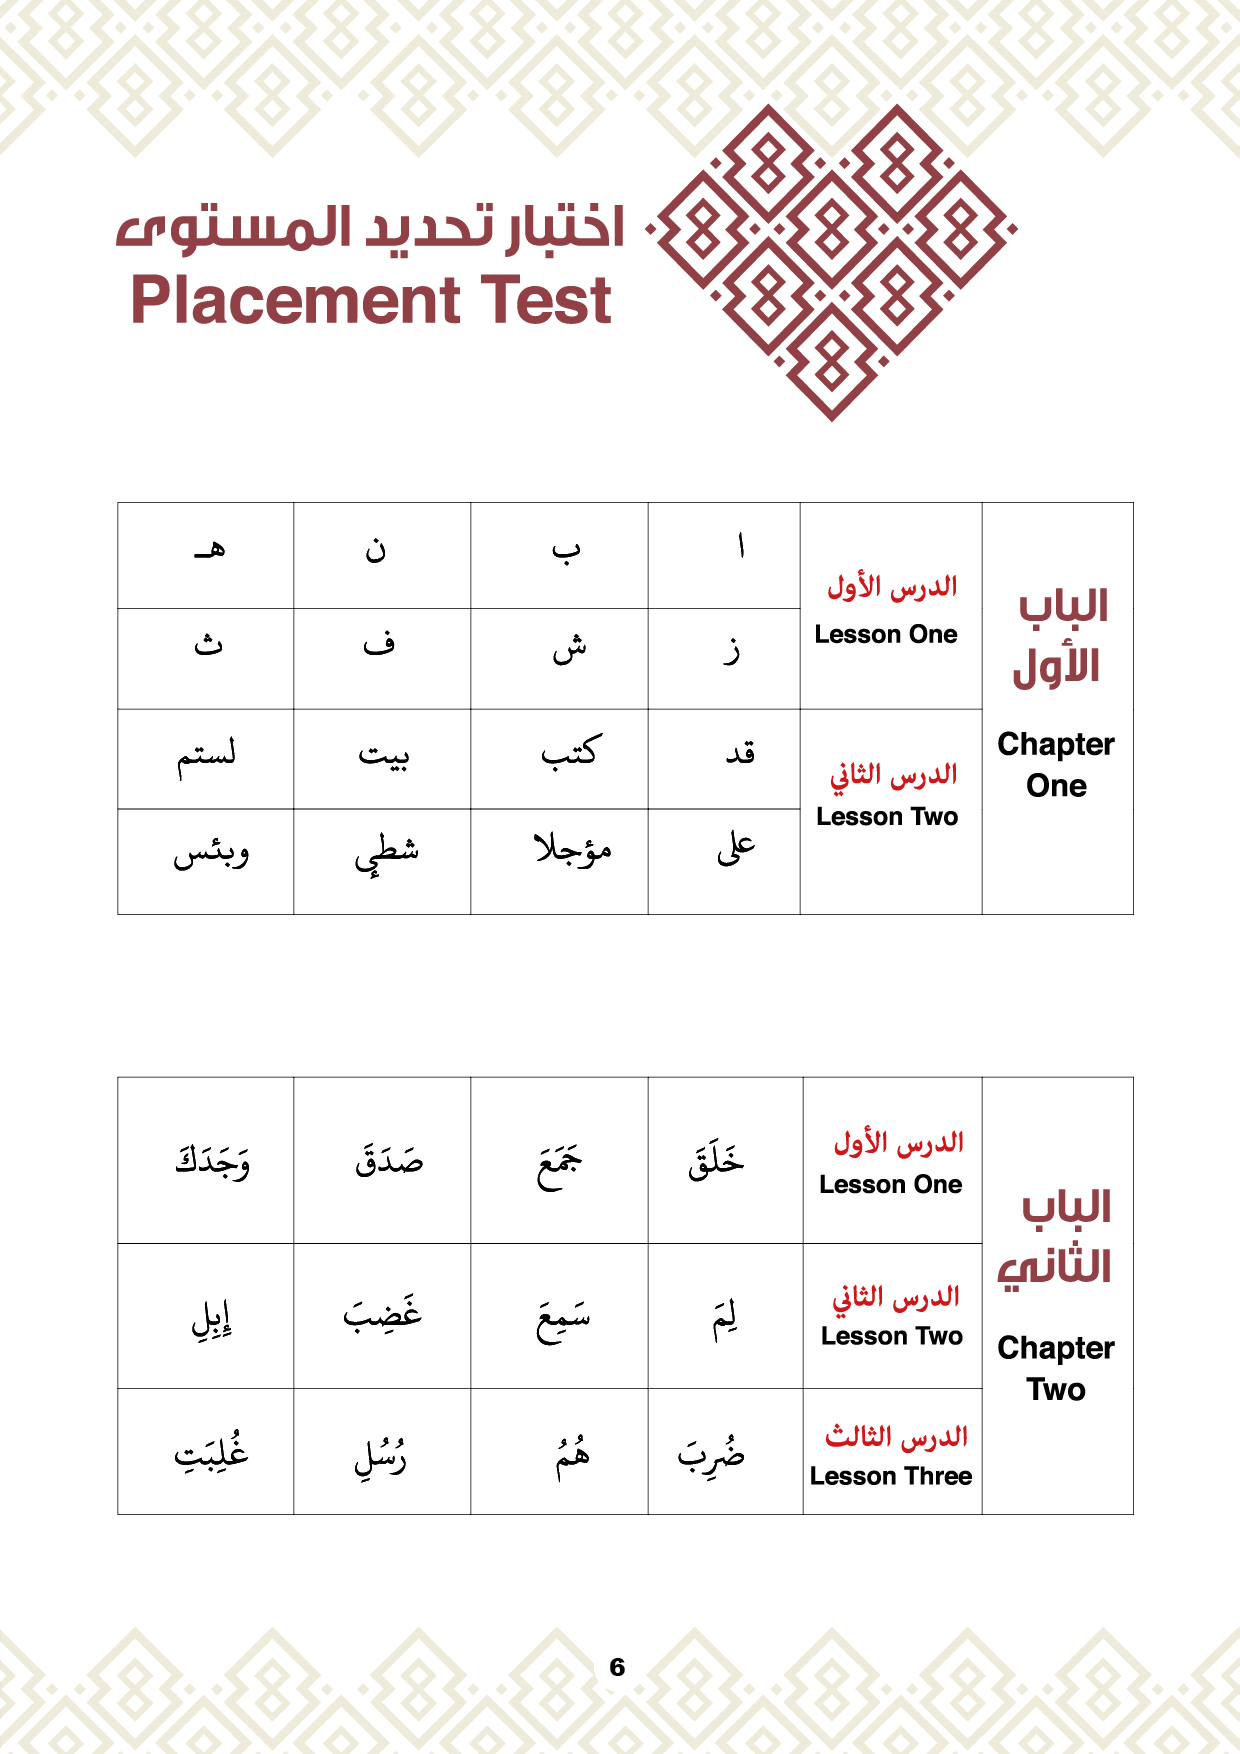 اختبار تحديد المستوى
Placement Test
الباب
الأول
Chapter
One
الدرس الأول
Lesson One
ا ب ن هـ
ز ش ف ث
الدرس الثاني
Lesson Two
قد كتب بيت لستم
على مؤجلا شطإي وبئس
الباب
الثاني
Chapter
Two
الدرس الأول
Lesson One
خَلَقَ جَمَعَ صَدَقَ وَجَدَكَ
الدرس الثاني
Lesson Two
لِمَ سَمِعَ غَضِبَ إِبِلِ
الدرس الثالث
Lesson Three
ضُرِبَ هُمُ رُسُلِ غُلِبَتِ
6